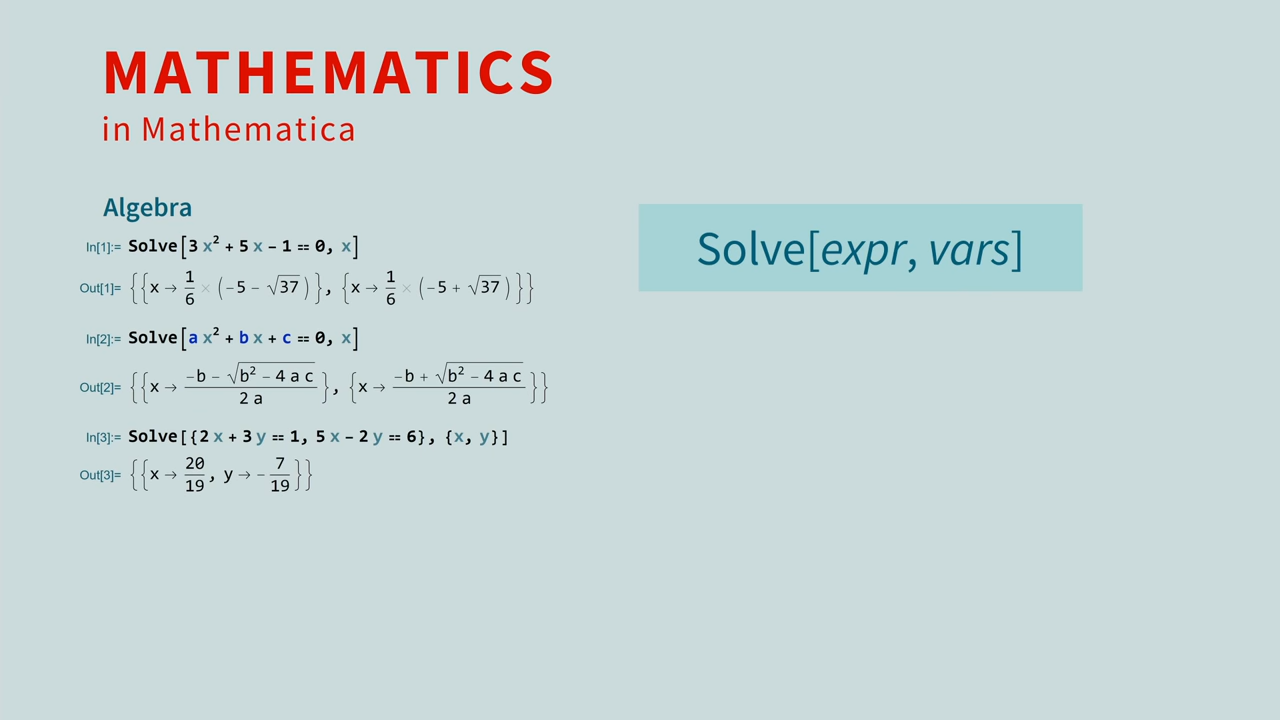 MATHEMATICS
in Mathematica
Algebra
Solve[expr, vars]
In[1]:= Solve[3 x² + 5 x – 1 == 0, x]
Out[1]= {{x → 1/6 × (-5 - √37)}, {x → 1/6 × (-5 + √37)}}
In[2]:= Solve[a x² + b x + c == 0, x]
Out[2]= {{x → (-b - √(b² - 4 a c))/(2 a)}, {x → (-b + √(b² - 4 a c))/(2 a)}}
In[3]:= Solve[{2 x + 3 y == 1, 5 x – 2 y == 6}, {x, y}]
Out[3]= {{x → 20/19, y → -7/19}}